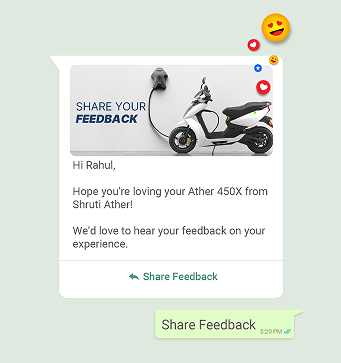 SHARE YOUR
FEEDBACK
Hi Rahul,
Hope you're loving your Ather 450X from
Shruti Ather!
We'd love to hear your feedback on your
experience.
Share Feedback
Share Feedback 5:20 PM